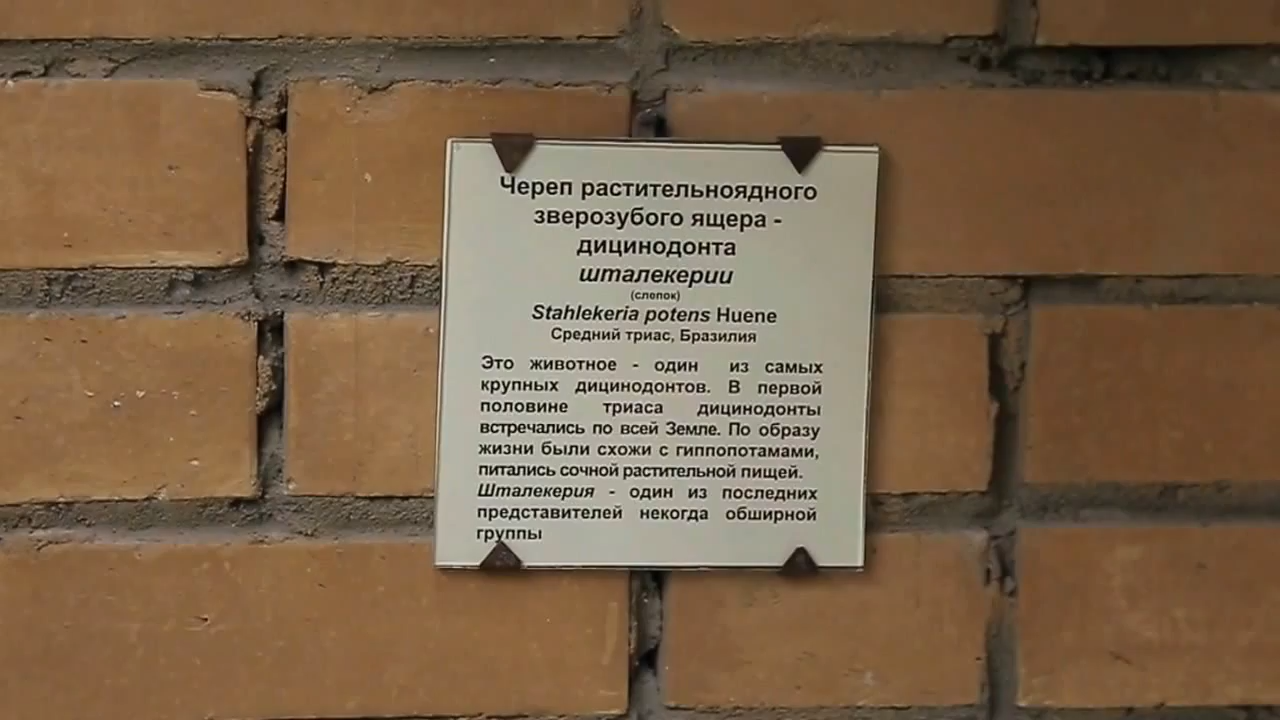 Череп растительноядного
зверозубого ящера -
дицинодонта
шталекерии
(слепок)
Stahlekeria potens Huene
Средний триас, Бразилия
Это животное - один из самых
крупных дицинодонтов. В первой
половине триаса дицинодонты
встречались по всей Земле. По образу
жизни были схожи с гиппопотамами,
питались сочной растительной пищей.
Шталекерия - один из последних
представителей некогда обширной
группы